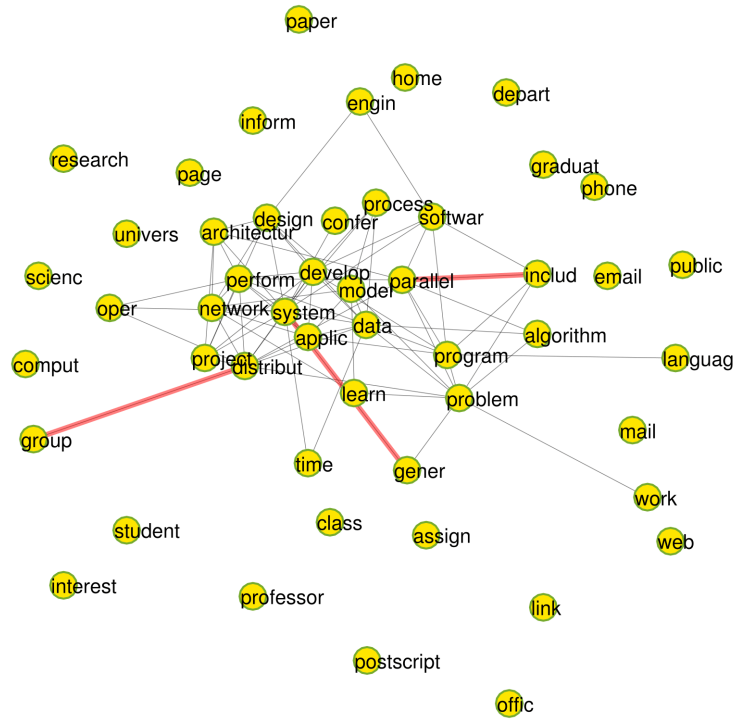 paper
home
depart
engin
inform
research
page
graduat
phone
process
design
confer
softwar
architectur
univers
public
scienc
perform
develop
parallel
includ
email
model
oper
network
system
data
applic
algorithm
project
distribut
program
languag
comput
learn
problem
mail
group
time
gener
work
class
student
assign
web
interest
professor
link
postscript
offic